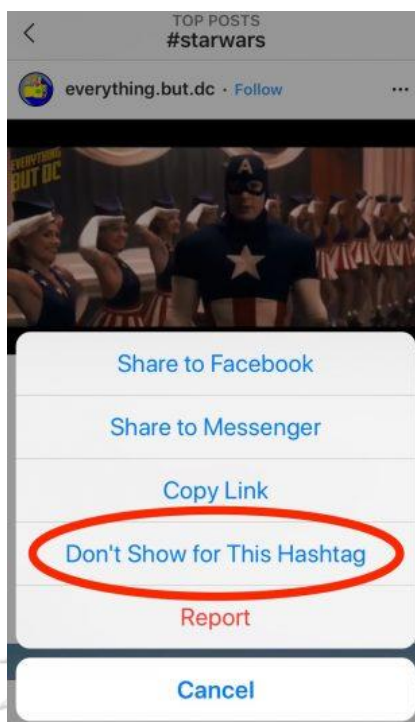 TOP POSTS
#starwars
everything.but.dc · Follow
EVERYTHING
BUT DC
A
Share to Facebook
Share to Messenger
Copy Link
Don't Show for This Hashtag
Report
Cancel